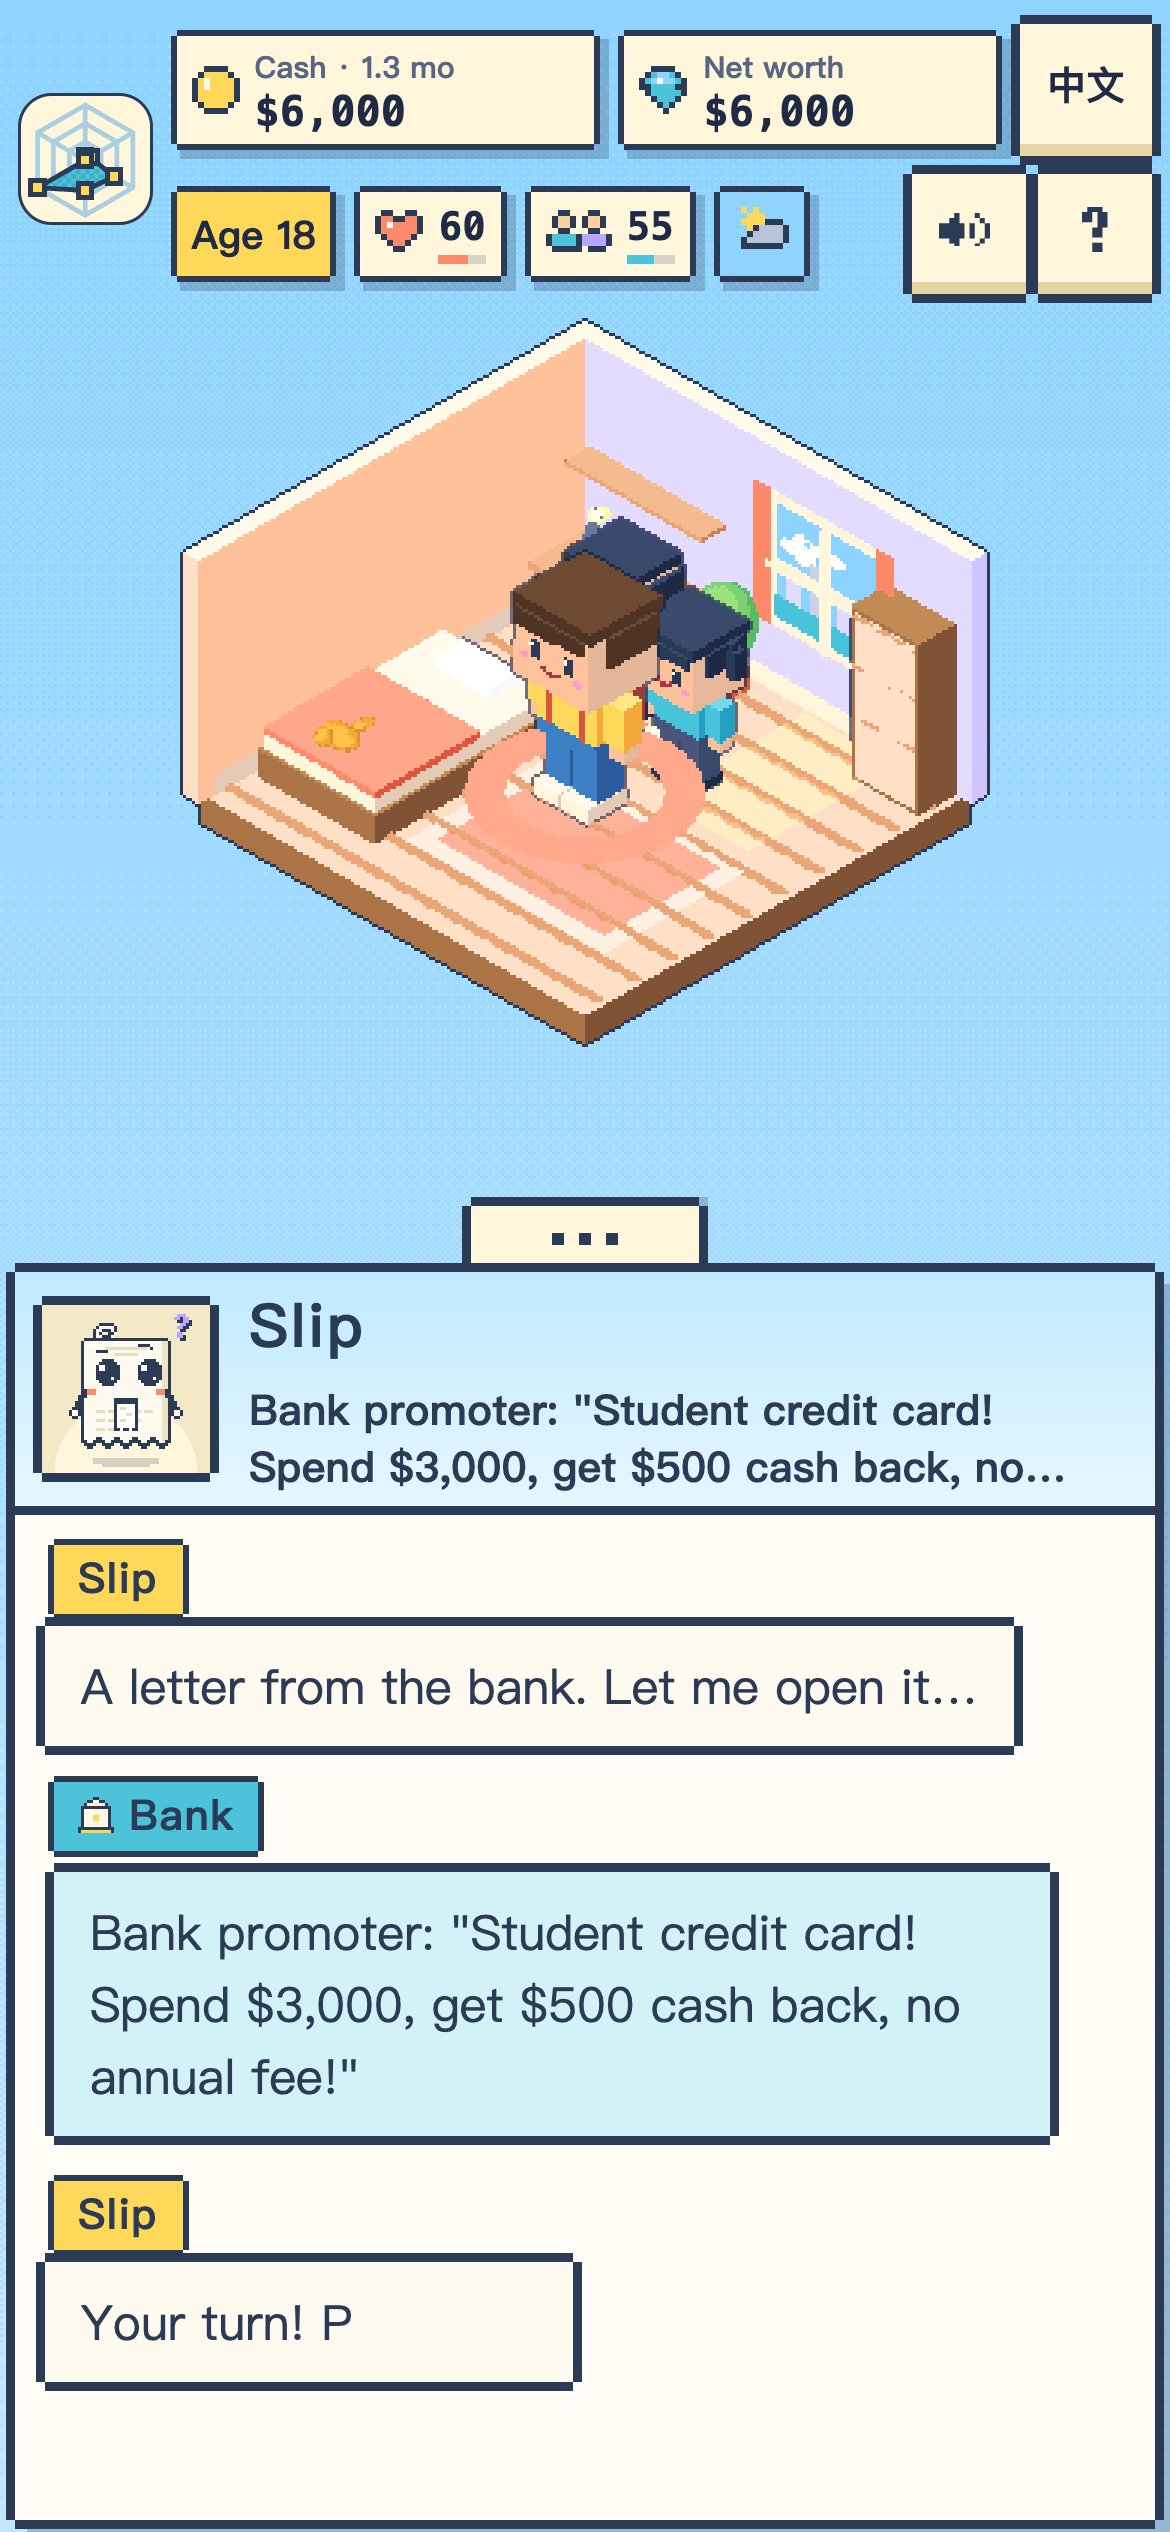 Cash · 1.3 mo
$6,000
Net worth
$6,000
中文
Age 18
60
55
?
Slip
Bank promoter: "Student credit card!
Spend $3,000, get $500 cash back, no...
Slip
A letter from the bank. Let me open it...
Bank
Bank promoter: "Student credit card!
Spend $3,000, get $500 cash back, no
annual fee!"
Slip
Your turn! P